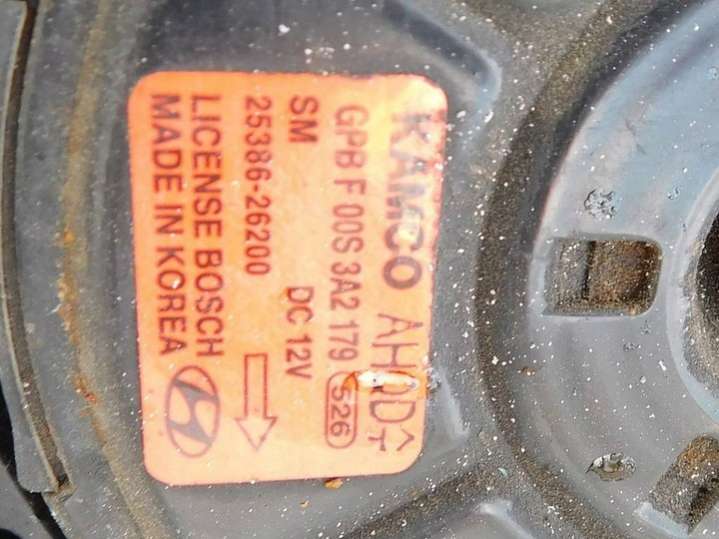 KAMCO
GPB F 00S 3A2 179 526
SM DC 12V
25386-26200
LICENSE BOSCH
MADE IN KOREA